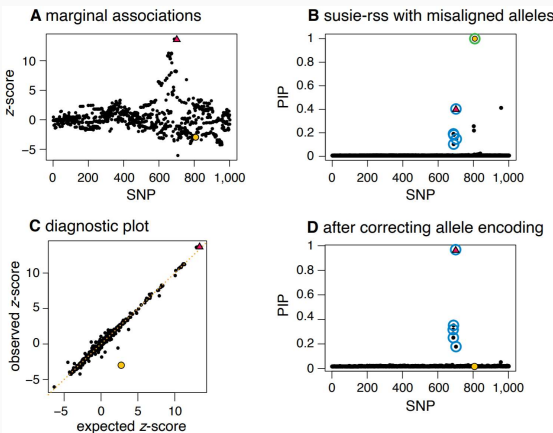 A marginal associations
z-score
10
5
0
−5
0 200 400 600 800 1,000
SNP
B susie-rss with misaligned alleles
PIP
1
0.8
0.6
0.4
0.2
0
0 200 400 600 800 1,000
SNP
C diagnostic plot
observed z-score
10
5
0
−5
−5 0 5 10
expected z-score
D after correcting allele encoding
PIP
1
0.8
0.6
0.4
0.2
0
0 200 400 600 800 1,000
SNP